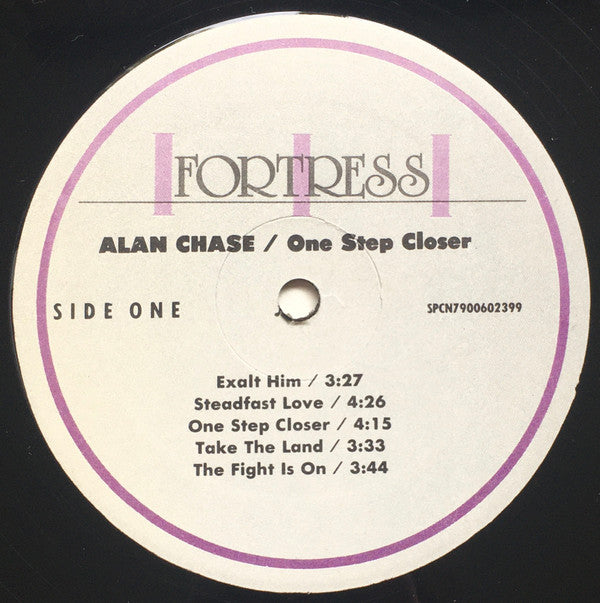 FORTRESS
ALAN CHASE / One Step Closer
SIDE ONE
SPCN7900602399
Exalt Him / 3:27
Steadfast Love / 4:26
One Step Closer / 4:15
Take The Land / 3:33
The Fight Is On / 3:44